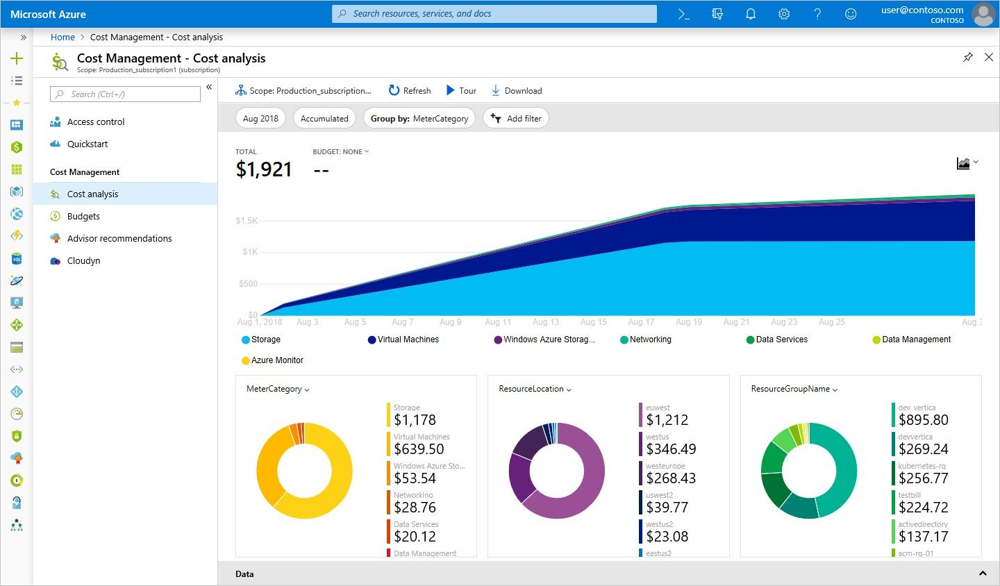 Microsoft Azure
Search resources, services, and docs
user@contoso.com
CONTOSO
Home > Cost Management - Cost analysis
Cost Management - Cost analysis
Scope: Production_subscription1 (subscription)
Search (Ctrl+/)
Access control
Quickstart
Cost Management
Cost analysis
Budgets
Advisor recommendations
Cloudyn
Scope: Production_subscription... Refresh Tour Download
Aug 2018 Accumulated Group by: MeterCategory Add filter
TOTAL BUDGET: NONE
$1,921 --
$1.5K
$1K
$500
$0
Aug 1, 2018 Aug 3 Aug 5 Aug 7 Aug 9 Aug 11 Aug 13 Aug 15 Aug 17 Aug 19 Aug 21 Aug 23 Aug 25 Aug 3
Storage Virtual Machines Windows Azure Storag... Networking Data Services Data Management
Azure Monitor
MeterCategory
Storage
$1,178
Virtual Machines
$639.50
Windows Azure Sto...
$53.54
Networking
$28.76
Data Services
$20.12
Data Management
ResourceLocation
euwest
$1,212
westus
$346.49
westeurope
$268.43
uswest2
$39.77
westus2
$23.08
eastus2
ResourceGroupName
dev vertica
$895.80
devvertica
$269.24
kubernetes-rg
$256.77
testbill
$224.72
activedirectory
$137.17
acm-rg-01
Data